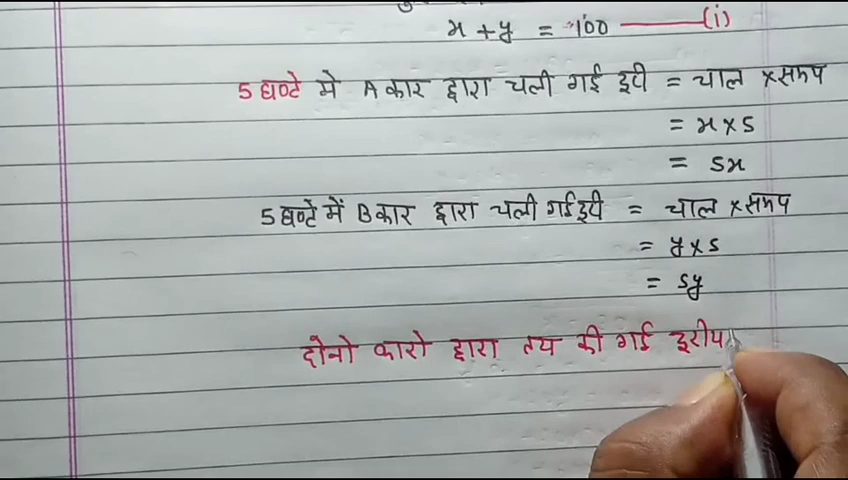 x + y = 100 (i)
5 घण्टे मे A कार द्वारा चली गई दूरी = चाल × समय
= x × 5
= 5x
5 घण्टे में B कार द्वारा चली गई दूरी = चाल × समय
= y × 5
= 5y
दोनो कारो द्वारा तय की गई